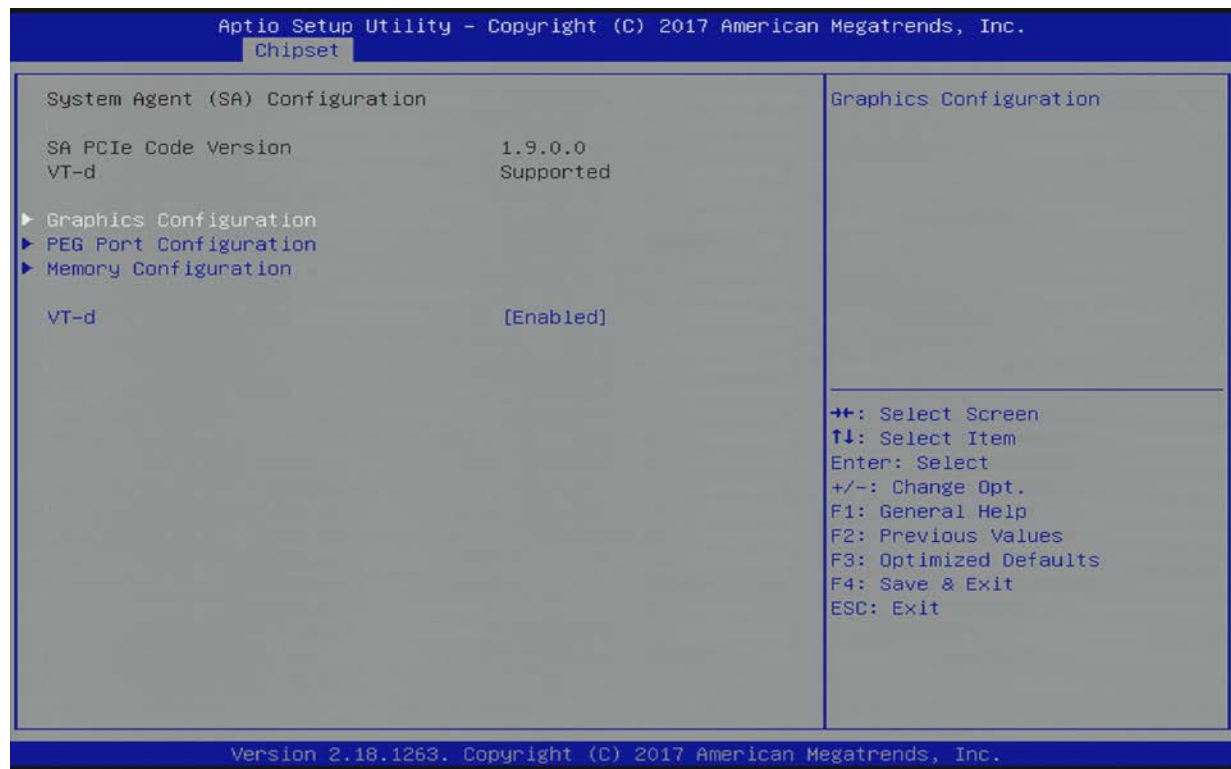 Aptio Setup Utility – Copyright (C) 2017 American Megatrends, Inc.
Chipset
System Agent (SA) Configuration
SA PCIe Code Version 1.9.0.0
VT-d Supported
▶ Graphics Configuration
▶ PEG Port Configuration
▶ Memory Configuration
VT-d [Enabled]
Graphics Configuration
→←: Select Screen
↑↓: Select Item
Enter: Select
+/-: Change Opt.
F1: General Help
F2: Previous Values
F3: Optimized Defaults
F4: Save & Exit
ESC: Exit
Version 2.18.1263. Copyright (C) 2017 American Megatrends, Inc.